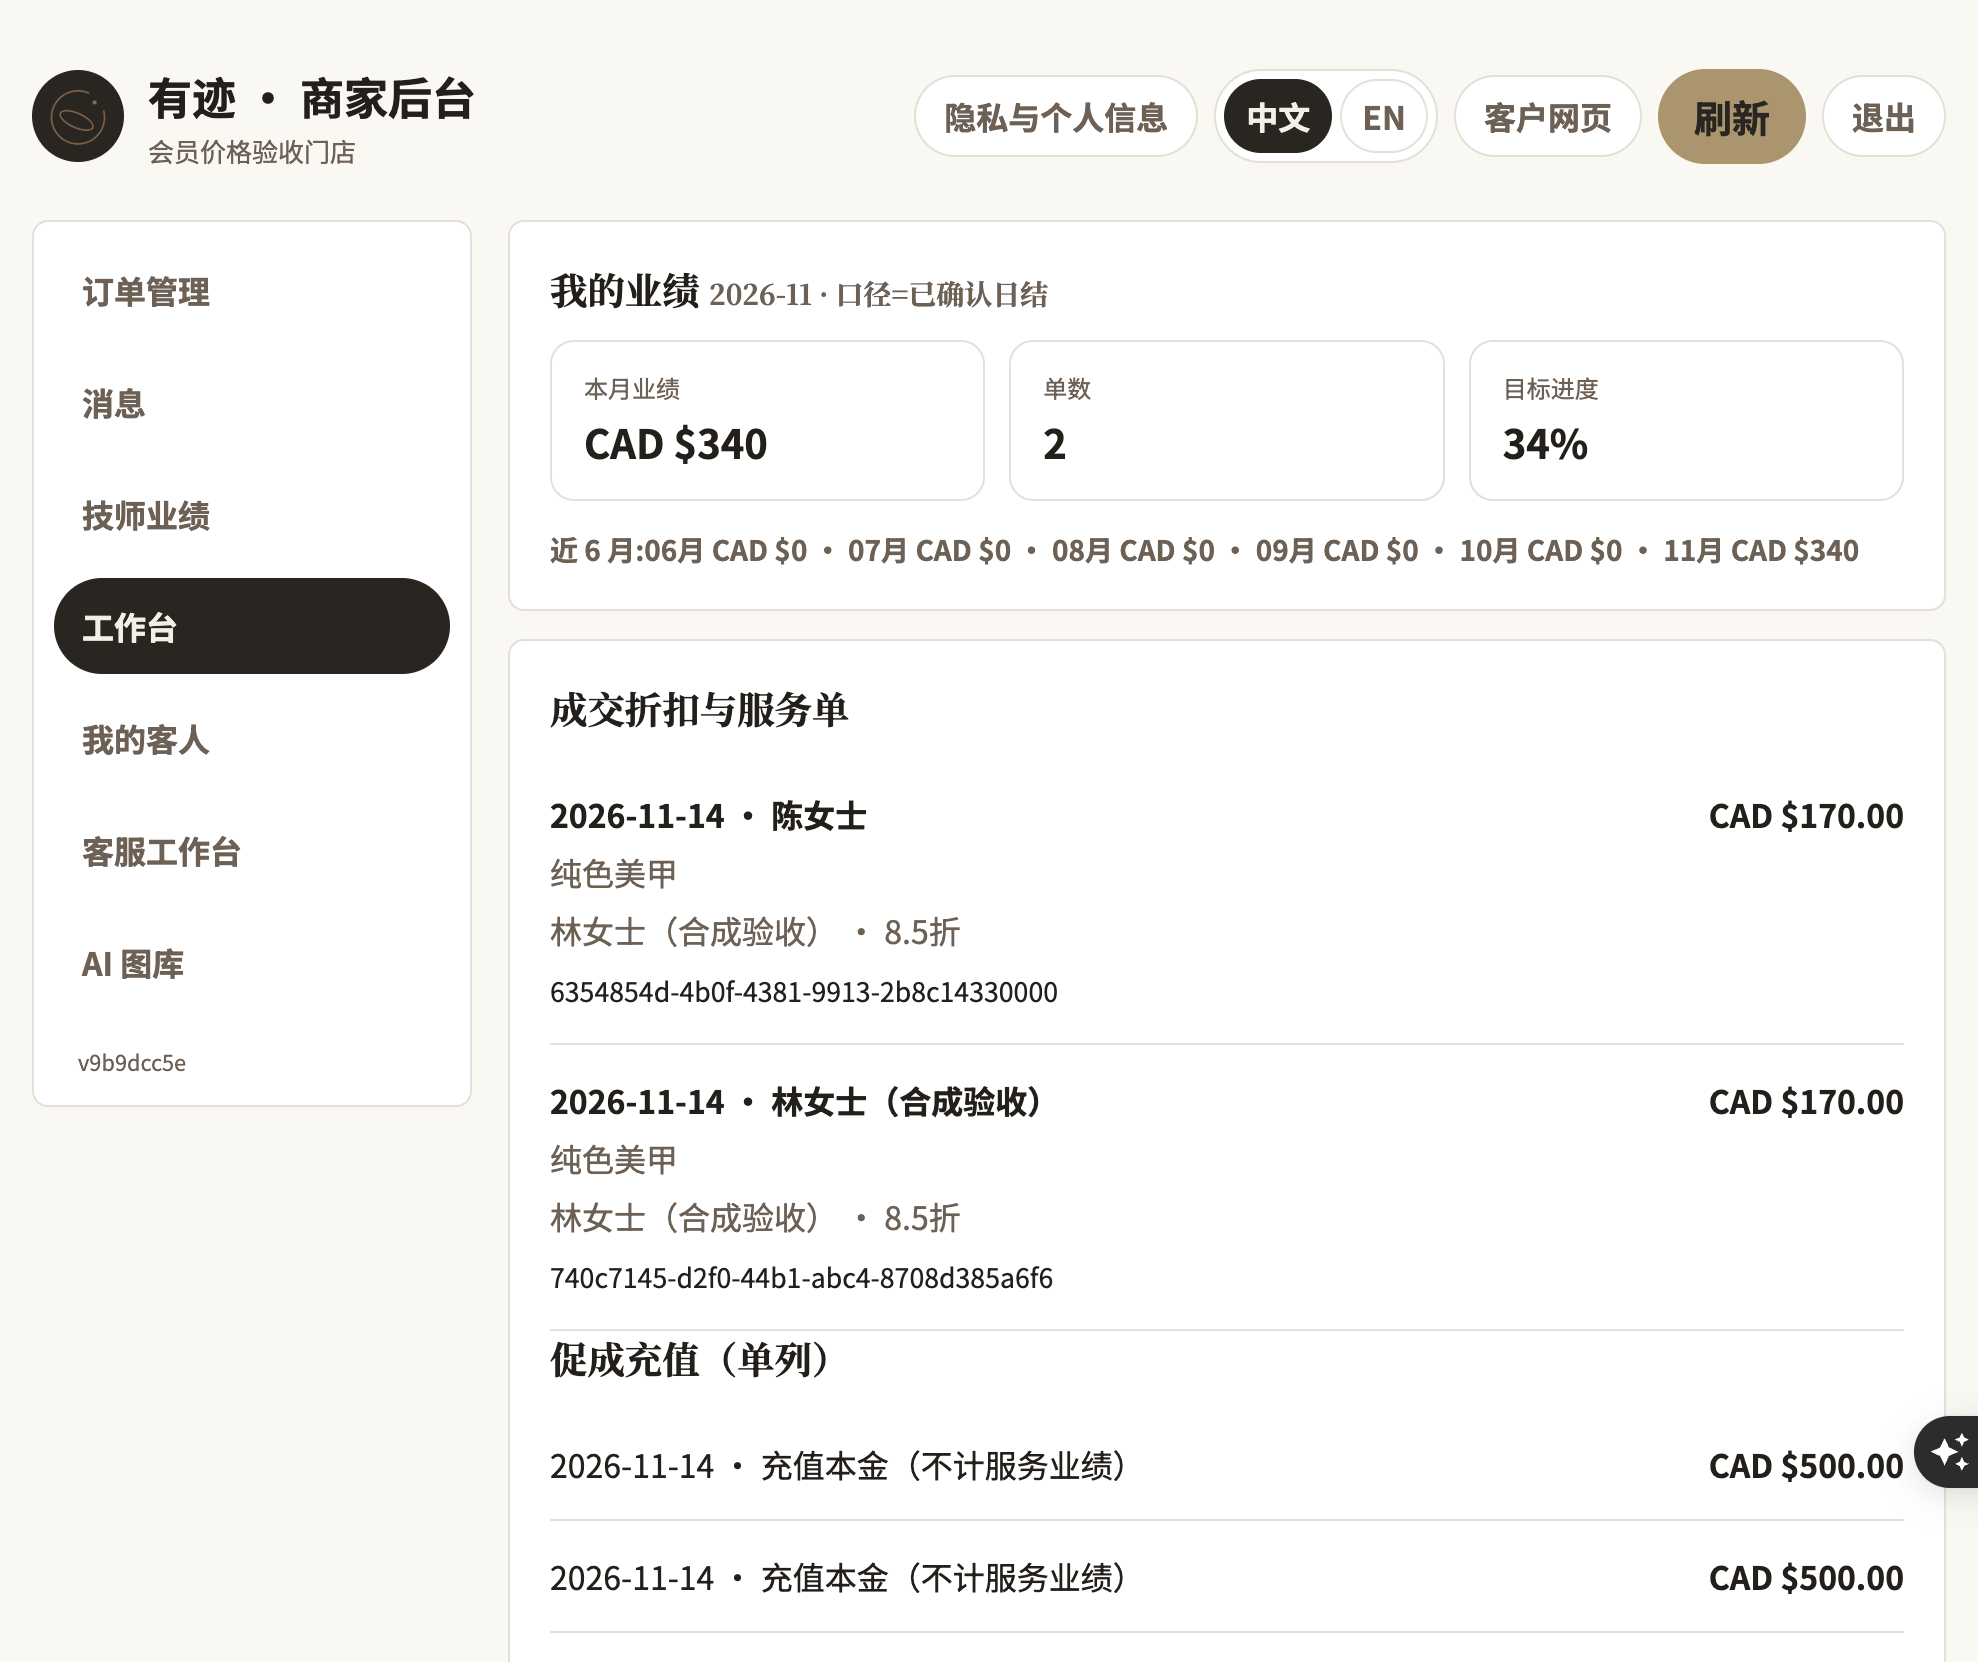 有迹 · 商家后台
会员价格验收门店
隐私与个人信息
中文
EN
客户网页
刷新
退出
订单管理
消息
技师业绩
工作台
我的客人
客服工作台
AI 图库
v9b9dcc5e
我的业绩 2026-11 · 口径=已确认日结
本月业绩
CAD $340
单数
2
目标进度
34%
近 6 月:06月 CAD $0 · 07月 CAD $0 · 08月 CAD $0 · 09月 CAD $0 · 10月 CAD $0 · 11月 CAD $340
成交折扣与服务单
2026-11-14 · 陈女士 CAD $170.00
纯色美甲
林女士（合成验收） · 8.5折
6354854d-4b0f-4381-9913-2b8c14330000
2026-11-14 · 林女士（合成验收） CAD $170.00
纯色美甲
林女士（合成验收） · 8.5折
740c7145-d2f0-44b1-abc4-8708d385a6f6
促成充值（单列）
2026-11-14 · 充值本金（不计服务业绩） CAD $500.00
2026-11-14 · 充值本金（不计服务业绩） CAD $500.00